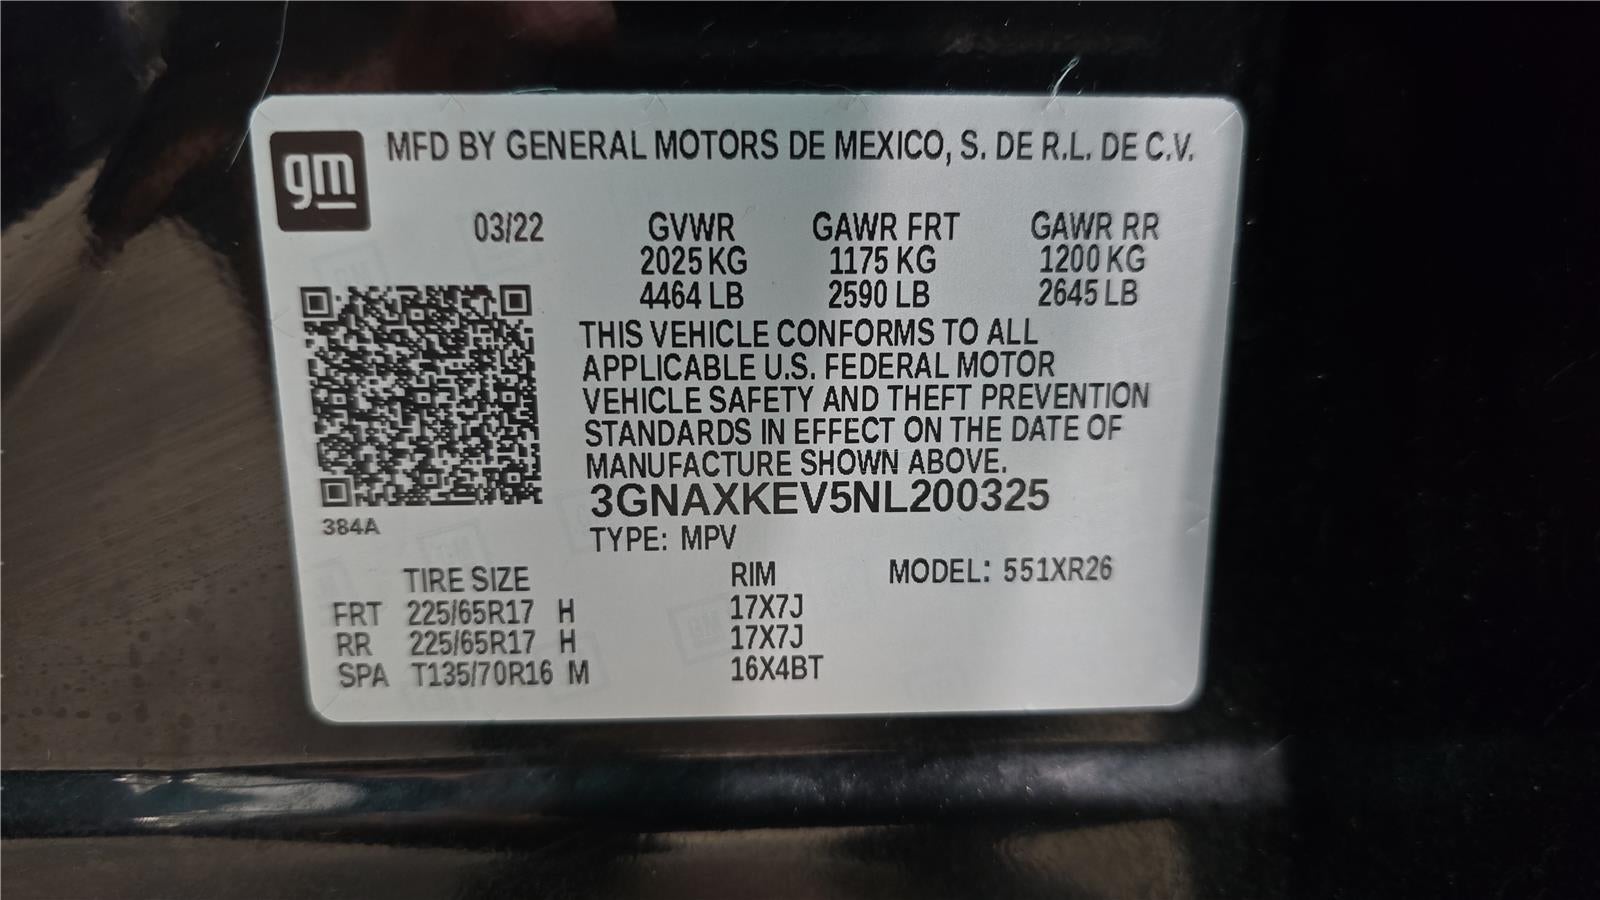 gm
MFD BY GENERAL MOTORS DE MEXICO, S. DE R.L. DE C.V.
03/22 GVWR GAWR FRT GAWR RR
2025 KG 1175 KG 1200 KG
4464 LB 2590 LB 2645 LB
THIS VEHICLE CONFORMS TO ALL
APPLICABLE U.S. FEDERAL MOTOR
VEHICLE SAFETY AND THEFT PREVENTION
STANDARDS IN EFFECT ON THE DATE OF
MANUFACTURE SHOWN ABOVE.
3GNAXKEV5NL200325
384A
TYPE: MPV
TIRE SIZE RIM MODEL: 551XR26
FRT 225/65R17 H 17X7J
RR 225/65R17 H 17X7J
SPA T135/70R16 M 16X4BT